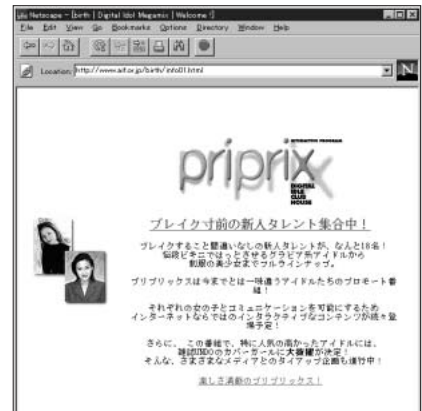 Netscape - [birth | Digital Idol Megamix | Welcome !]
File Edit View Go Bookmarks Options Directory Window Help
Location: http://www.ad.or.jp/birth/info01.html
N
INTERACTIVE PROGRAM
priprix
DIGITAL
IDLE
CLUB
HOUSE
ブレイク寸前の新人タレント集合中！
ブレイクすること間違いなしの新人タレントが、なんと18名！
仙段ビキニではっとさせるグラビア系アイドルから
制服の美少女までフルラインナップ。
プリプリックスは今までとは一味違うアイドルたちのプロモート番
組！
それぞれの女の子とコミュニケーションを可能にするため
インターネットならではのインタラクティブなコンテンツが続々登
場予定！
さらに、この番組で、特に人気の高かったアイドルには、
雑誌UNDOのカバーガールに大抜擢が決定！
そんな、さまざまなメディアとのタイアップ企画も進行中！
楽しさ満載のプリプリックス！